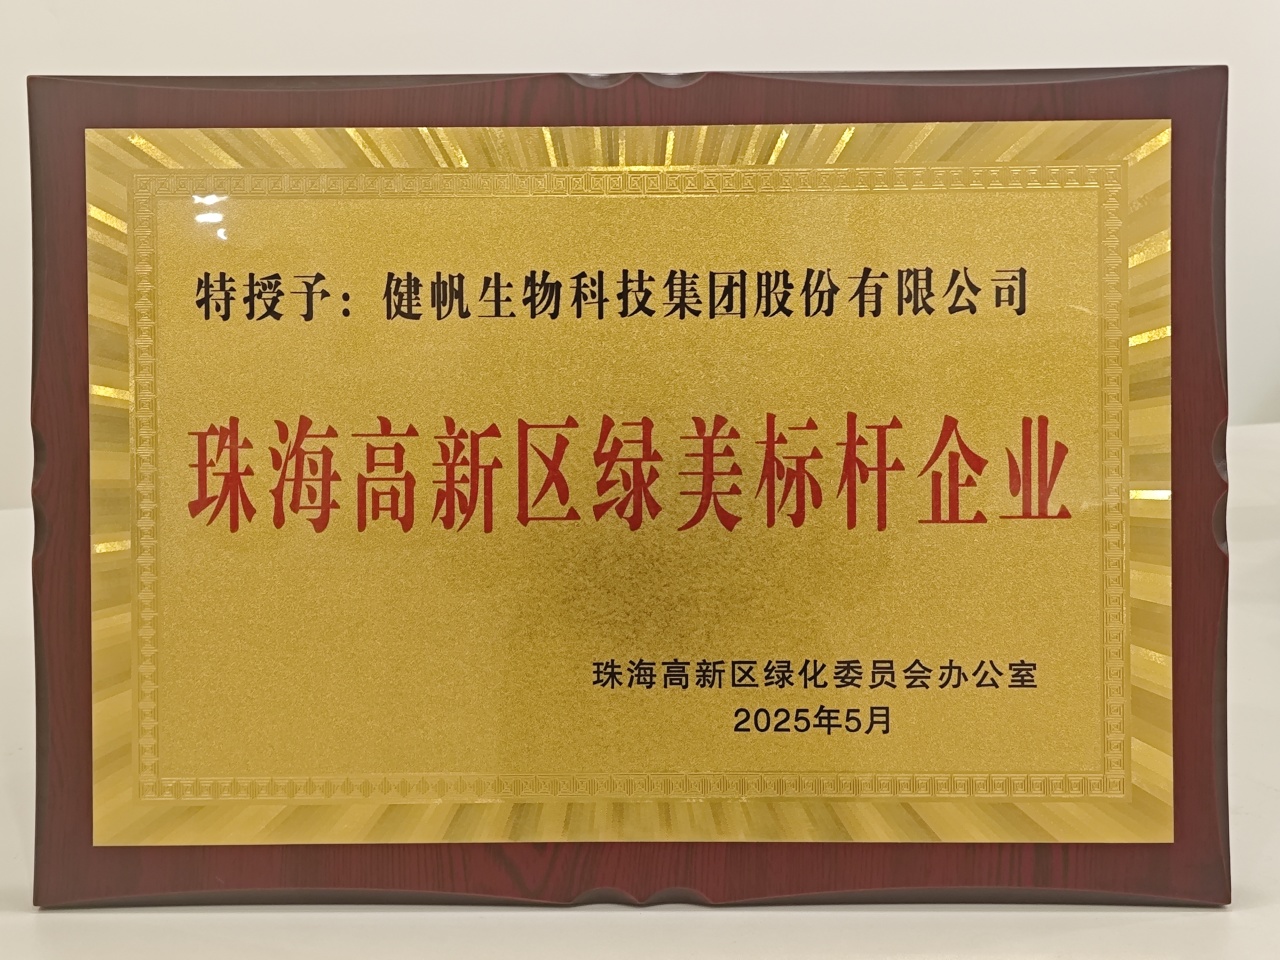 特授予：健帆生物科技集团股份有限公司
珠海高新区绿美标杆企业
珠海高新区绿化委员会办公室
2025年5月